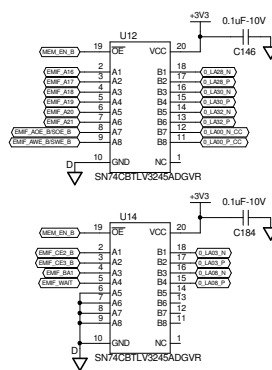 +3V3
0.1uF-10V
U12
MEM_EN_B 19 OE VCC 20
C146
EMIF_A16 2 A1 B1 18 0_LA28_N
EMIF_A17 3 A2 B2 17 0_LA28_P
EMIF_A18 4 A3 B3 16 0_LA30_N
EMIF_A19 5 A4 B4 15 0_LA30_P
EMIF_A20 6 A5 B5 14 0_LA32_N
EMIF_A21 7 A6 B6 13 0_LA32_P
EMIF_AOE_B/SOE_B 8 A7 B7 12 0_LA00_N_CC
EMIF_AWE_B/SWE_B 9 A8 B8 11 0_LA00_P_CC
D 10 GND NC 1
SN74CBTLV3245ADGVR
+3V3
0.1uF-10V
U14
MEM_EN_B 19 OE VCC 20
C184
EMIF_CE2_B 2 A1 B1 18 0_LA03_N
EMIF_CE3_B 3 A2 B2 17 0_LA03_P
EMIF_BA1 4 A3 B3 16 0_LA08_N
EMIF_WAIT 5 A4 B4 15 0_LA08_P
6 A5 B5 14
7 A6 B6 13
8 A7 B7 12
9 A8 B8 11
D 10 GND NC 1
SN74CBTLV3245ADGVR